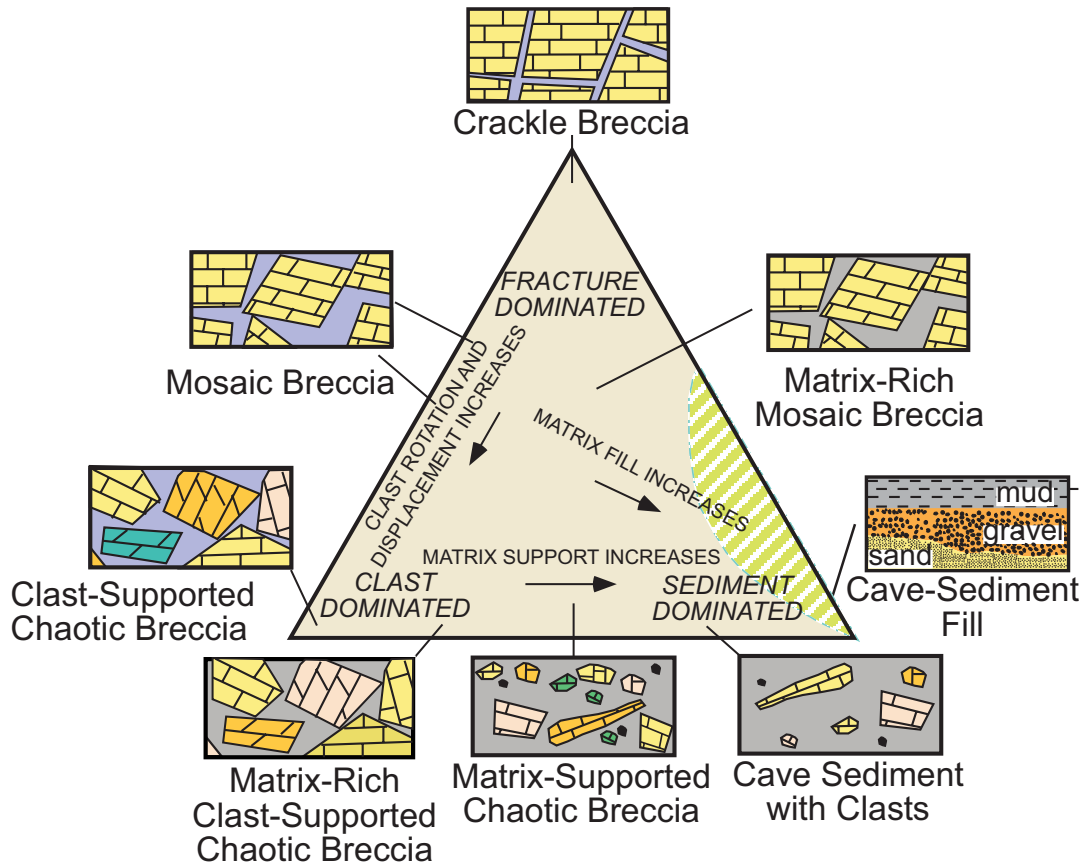 Crackle Breccia
FRACTURE
DOMINATED
Mosaic Breccia
Matrix-Rich
Mosaic Breccia
CLAST ROTATION AND
DISPLACEMENT INCREASES
MATRIX FILL INCREASES
mud
gravel
sand
Cave-Sediment
Fill
MATRIX SUPPORT INCREASES
CLAST
DOMINATED
SEDIMENT
DOMINATED
Clast-Supported
Chaotic Breccia
Matrix-Rich
Clast-Supported
Chaotic Breccia
Matrix-Supported
Chaotic Breccia
Cave Sediment
with Clasts